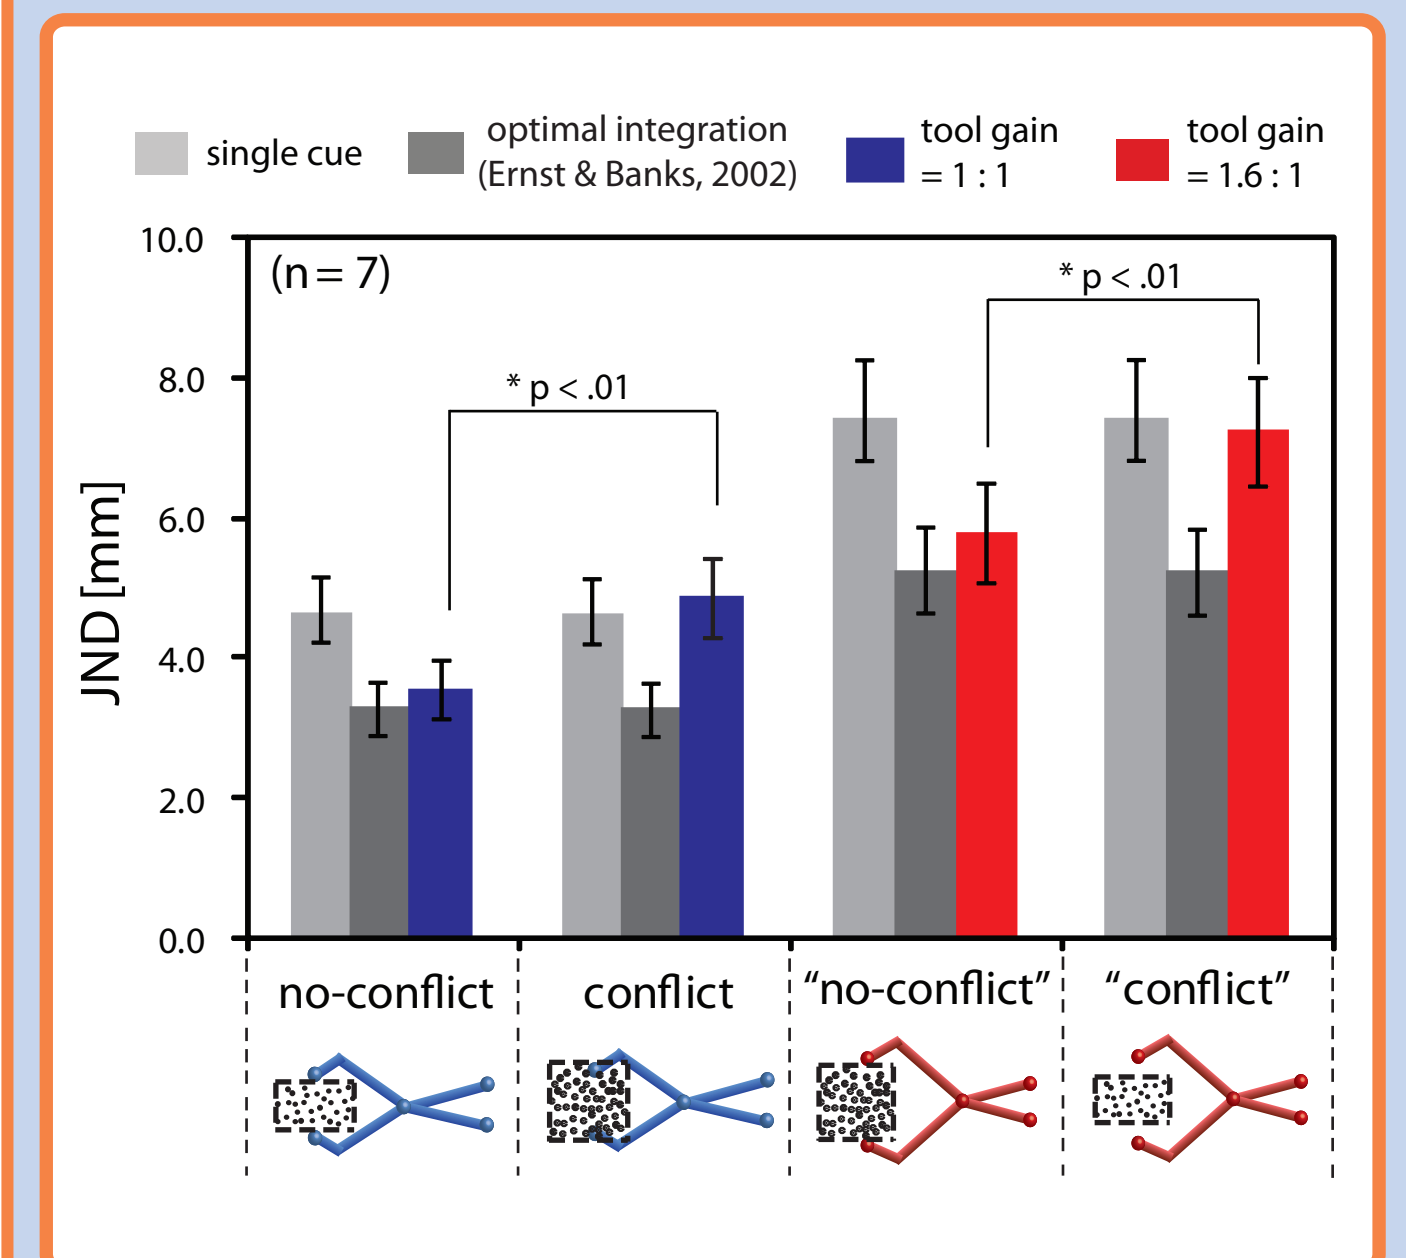 single cue
optimal integration
(Ernst & Banks, 2002)
tool gain
= 1 : 1
tool gain
= 1.6 : 1
10.0
8.0
6.0
4.0
2.0
0.0
JND [mm]
(n = 7)
* p < .01
* p < .01
no-conflict
conflict
“no-conflict”
“conflict”